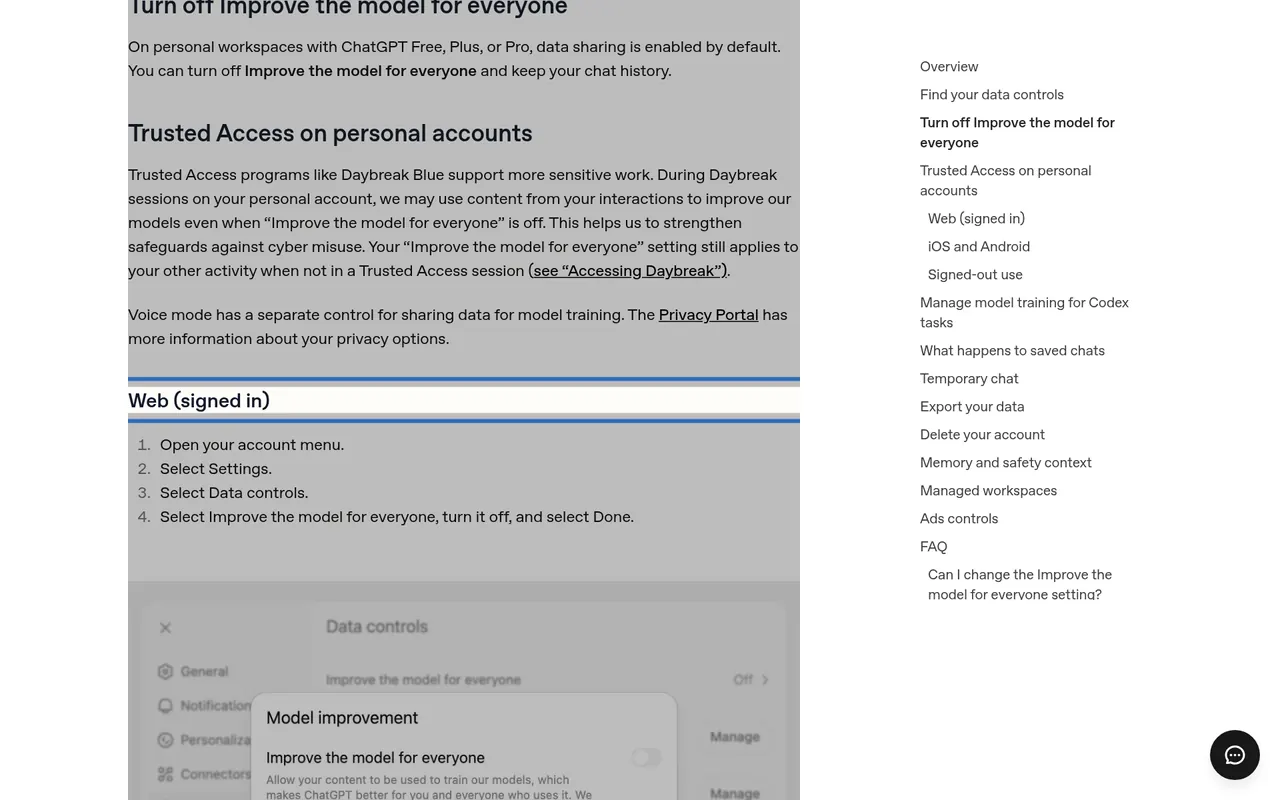 Turn off Improve the model for everyone
On personal workspaces with ChatGPT Free, Plus, or Pro, data sharing is enabled by default.
You can turn off Improve the model for everyone and keep your chat history.
Trusted Access on personal accounts
Trusted Access programs like Daybreak Blue support more sensitive work. During Daybreak
sessions on your personal account, we may use content from your interactions to improve our
models even when “Improve the model for everyone” is off. This helps us to strengthen
safeguards against cyber misuse. Your “Improve the model for everyone” setting still applies to
your other activity when not in a Trusted Access session (see “Accessing Daybreak”).
Voice mode has a separate control for sharing data for model training. The Privacy Portal has
more information about your privacy options.
Web (signed in)
1. Open your account menu.
2. Select Settings.
3. Select Data controls.
4. Select Improve the model for everyone, turn it off, and select Done.
Data controls
General
Improve the model for everyone
Off
Notification
Model improvement
Personaliza
Manage
Improve the model for everyone
Connectors
Allow your content to be used to train our models, which
makes ChatGPT better for you and everyone who uses it. We
Manage
Overview
Find your data controls
Turn off Improve the model for
everyone
Trusted Access on personal
accounts
Web (signed in)
iOS and Android
Signed-out use
Manage model training for Codex
tasks
What happens to saved chats
Temporary chat
Export your data
Delete your account
Memory and safety context
Managed workspaces
Ads controls
FAQ
Can I change the Improve the
model for everyone setting?